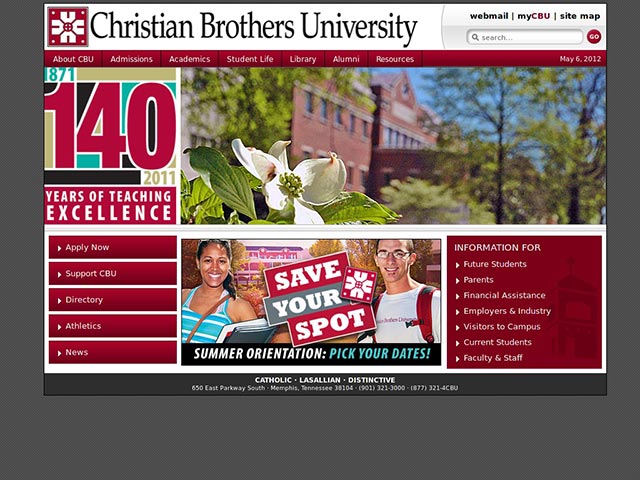 Christian Brothers University
webmail | myCBU | site map
search...
GO
About CBU
Admissions
Academics
Student Life
Library
Alumni
Resources
May 6, 2012
1871
140
2011
YEARS OF TEACHING
EXCELLENCE
Apply Now
Support CBU
Directory
Athletics
News
SAVE
YOUR
SPOT
SUMMER ORIENTATION: PICK YOUR DATES!
INFORMATION FOR
Future Students
Parents
Financial Assistance
Employers & Industry
Visitors to Campus
Current Students
Faculty & Staff
CATHOLIC · LASALLIAN · DISTINCTIVE
650 East Parkway South · Memphis, Tennessee 38104 · (901) 321-3000 · (877) 321-4CBU